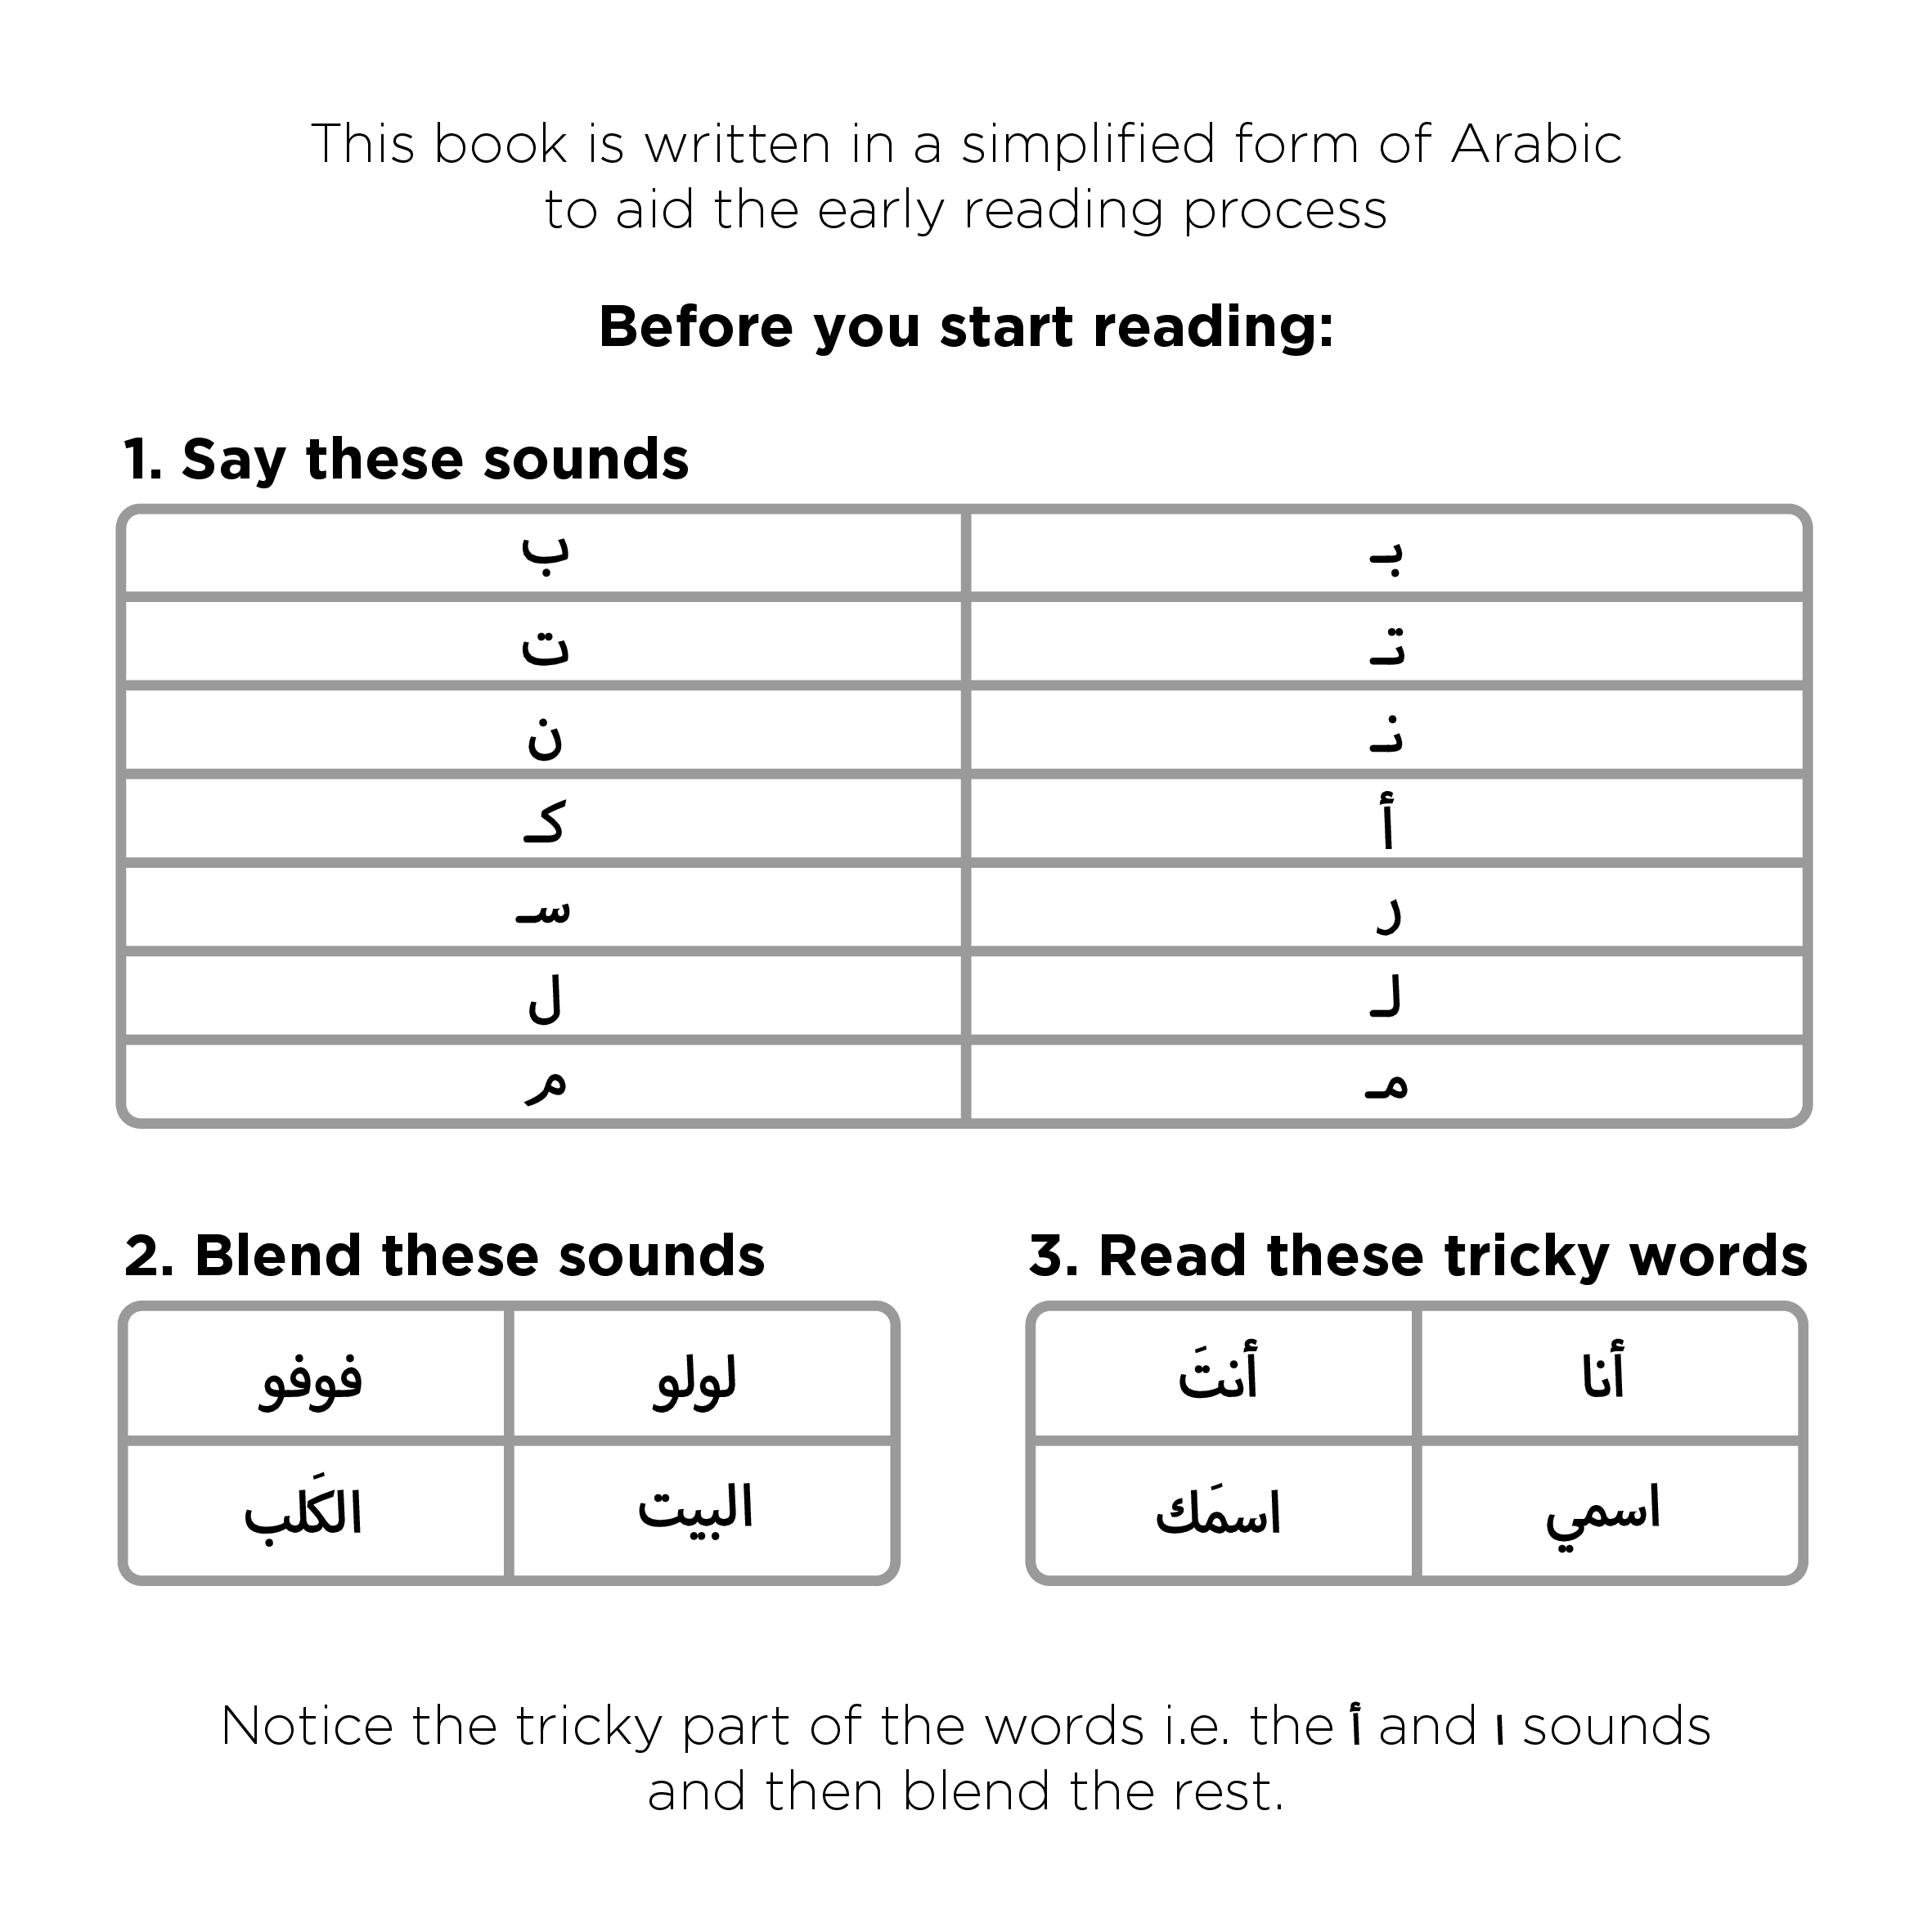 This book is written in a simplified form of Arabic
to aid the early reading process
Before you start reading:
1. Say these sounds
ب بـ
ت تـ
ن نـ
كـ أ
سـ ر
ل لـ
م مـ
2. Blend these sounds
فوفو لولو
الكَلب البيت
3. Read these tricky words
أنتَ أنا
اسمَك اسمي
Notice the tricky part of the words i.e. the أ and ا sounds
and then blend the rest.